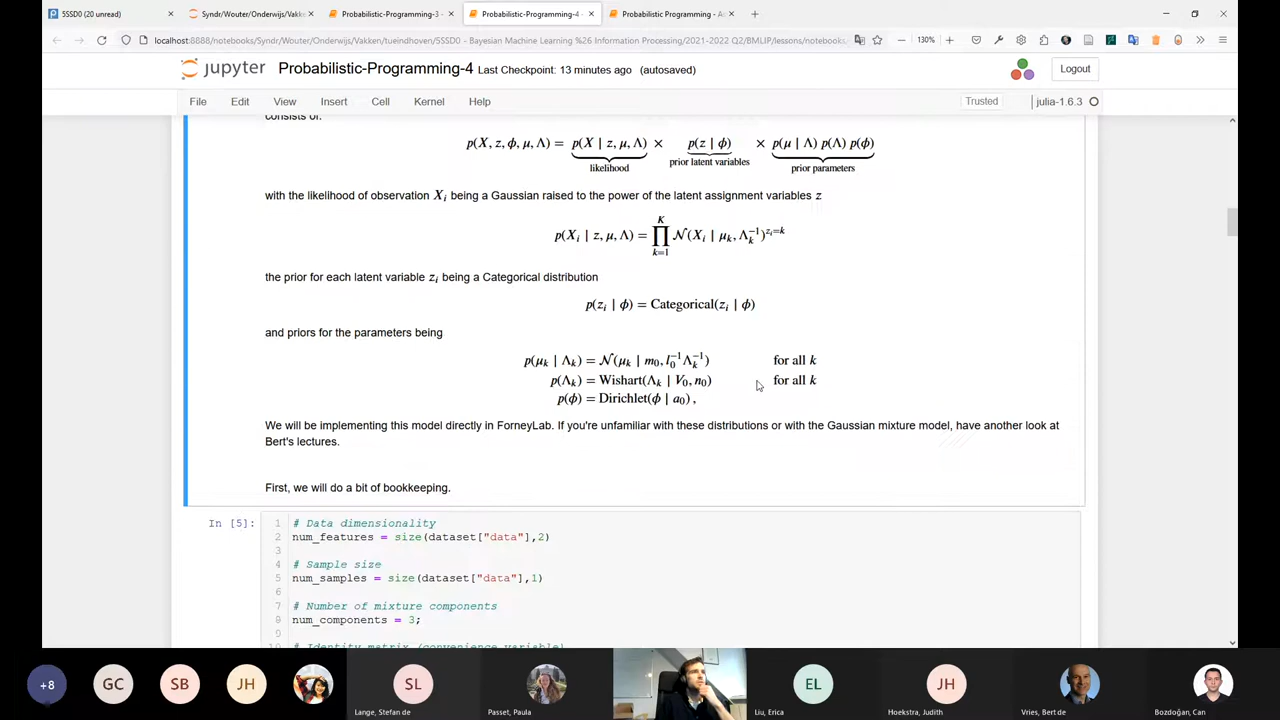 5SSD0 (20 unread)
Syndr/Wouter/Onderwijs/Vakke
Probabilistic-Programming-3 -
Probabilistic-Programming-4 -
Probabilistic Programming - As
localhost:8888/notebooks/Syndr/Wouter/Onderwijs/Vakken/tueindhoven/5SSD0 - Bayesian Machine Learning %26 Information Processing/2021-2022 Q2/BMLIP/lessons/notebooks
130%
jupyter Probabilistic-Programming-4 Last Checkpoint: 13 minutes ago (autosaved)
Logout
File Edit View Insert Cell Kernel Help
Trusted
julia-1.6.3
consists of:
p(X, z, ϕ, μ, Λ) = p(X | z, μ, Λ) × p(z | ϕ) × p(μ | Λ) p(Λ) p(ϕ)
likelihood prior latent variables prior parameters
with the likelihood of observation X_i being a Gaussian raised to the power of the latent assignment variables z
p(X_i | z, μ, Λ) = ∏_{k=1}^{K} 𝒩(X_i | μ_k, Λ_k^{-1})^{z_i=k}
the prior for each latent variable z_i being a Categorical distribution
p(z_i | ϕ) = Categorical(z_i | ϕ)
and priors for the parameters being
p(μ_k | Λ_k) = 𝒩(μ_k | m_0, l_0^{-1}Λ_k^{-1}) for all k
p(Λ_k) = Wishart(Λ_k | V_0, n_0) for all k
p(ϕ) = Dirichlet(ϕ | a_0) ,
We will be implementing this model directly in ForneyLab. If you're unfamiliar with these distributions or with the Gaussian mixture model, have another look at
Bert's lectures.
First, we will do a bit of bookkeeping.
In [5]:
1 # Data dimensionality
2 num_features = size(dataset["data"],2)
3
4 # Sample size
5 num_samples = size(dataset["data"],1)
6
7 # Number of mixture components
8 num_components = 3;
9
10 # Identity matrix (convenience variable)
+8
GC
SB
JH
SL
EL
JH
Lange, Stefan de
Passet, Paula
Liu, Erica
Hoekstra, Judith
Vries, Bert de
Bozdoğan, Can